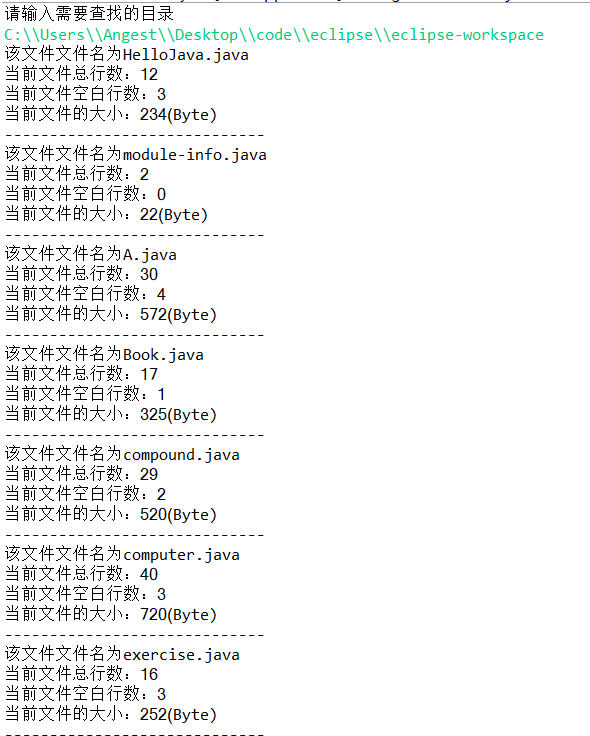 请输入需要查找的目录
C:\\Users\\Angest\\Desktop\\code\\eclipse\\eclipse-workspace
该文件文件名为HelloJava.java
当前文件总行数：12
当前文件空白行数：3
当前文件的大小：234(Byte)
-----------------------------
该文件文件名为module-info.java
当前文件总行数：2
当前文件空白行数：0
当前文件的大小：22(Byte)
-----------------------------
该文件文件名为A.java
当前文件总行数：30
当前文件空白行数：4
当前文件的大小：572(Byte)
-----------------------------
该文件文件名为Book.java
当前文件总行数：17
当前文件空白行数：1
当前文件的大小：325(Byte)
-----------------------------
该文件文件名为compound.java
当前文件总行数：29
当前文件空白行数：2
当前文件的大小：520(Byte)
-----------------------------
该文件文件名为computer.java
当前文件总行数：40
当前文件空白行数：3
当前文件的大小：720(Byte)
-----------------------------
该文件文件名为exercise.java
当前文件总行数：16
当前文件空白行数：3
当前文件的大小：252(Byte)
-----------------------------